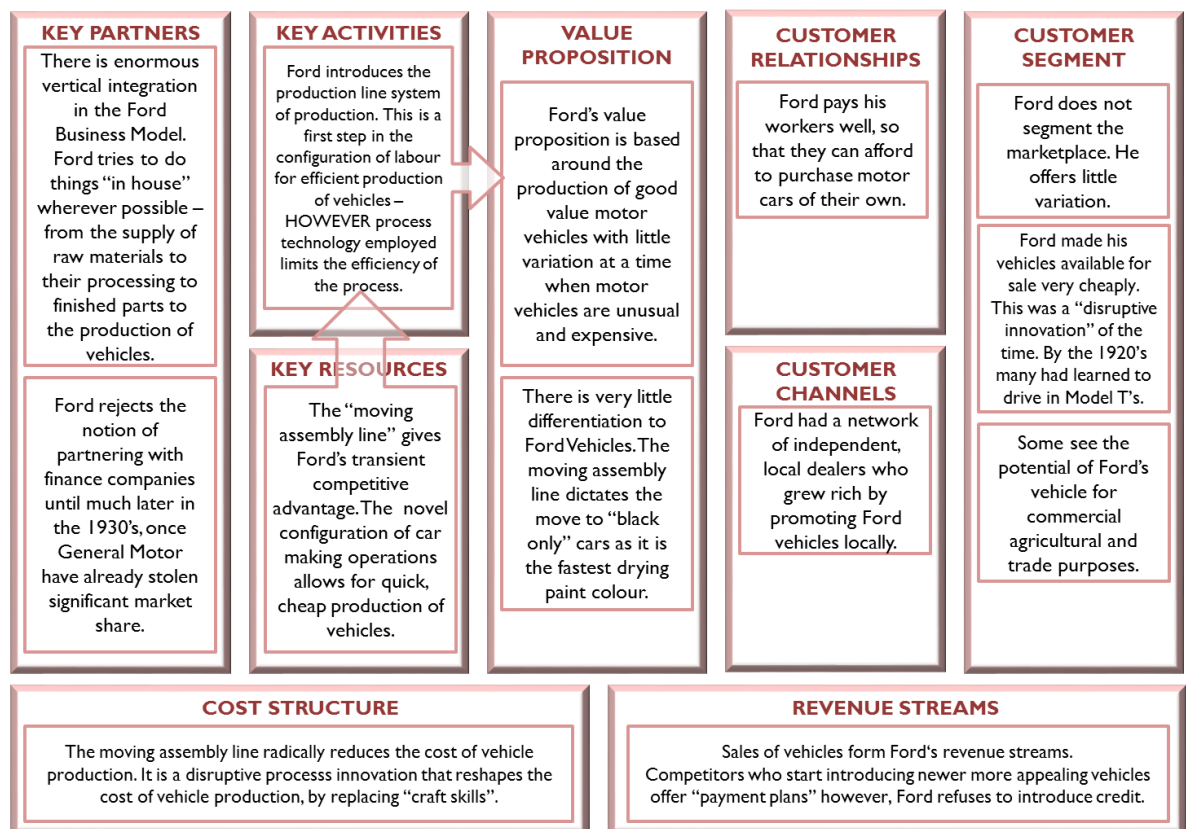 KEY PARTNERS
There is enormous
vertical integration
in the Ford
Business Model.
Ford tries to do
things “in house”
wherever possible –
from the supply of
raw materials to
their processing to
finished parts to
the production of
vehicles.
Ford rejects the
notion of
partnering with
finance companies
until much later in
the 1930’s, once
General Motor
have already stolen
significant market
share.
KEY ACTIVITIES
Ford introduces the
production line system
of production. This is a
first step in the
configuration of labour
for efficient production
of vehicles –
HOWEVER process
technology employed
limits the efficiency of
the process.
KEY RESOURCES
The “moving
assembly line” gives
Ford’s transient
competitive
advantage. The novel
configuration of car
making operations
allows for quick,
cheap production of
vehicles.
VALUE
PROPOSITION
Ford’s value
proposition is based
around the
production of good
value motor
vehicles with little
variation at a time
when motor
vehicles are unusual
and expensive.
There is very little
differentiation to
Ford Vehicles. The
moving assembly
line dictates the
move to “black
only” cars as it is
the fastest drying
paint colour.
CUSTOMER
RELATIONSHIPS
Ford pays his
workers well, so
that they can afford
to purchase motor
cars of their own.
CUSTOMER
CHANNELS
Ford had a network
of independent,
local dealers who
grew rich by
promoting Ford
vehicles locally.
CUSTOMER
SEGMENT
Ford does not
segment the
marketplace. He
offers little
variation.
Ford made his
vehicles available for
sale very cheaply.
This was a “disruptive
innovation” of the
time. By the 1920’s
many had learned to
drive in Model T’s.
Some see the
potential of Ford’s
vehicle for
commercial
agricultural and
trade purposes.
COST STRUCTURE
The moving assembly line radically reduces the cost of vehicle
production. It is a disruptive processs innovation that reshapes the
cost of vehicle production, by replacing “craft skills”.
REVENUE STREAMS
Sales of vehicles form Ford‘s revenue streams.
Competitors who start introducing newer more appealing vehicles
offer “payment plans” however, Ford refuses to introduce credit.